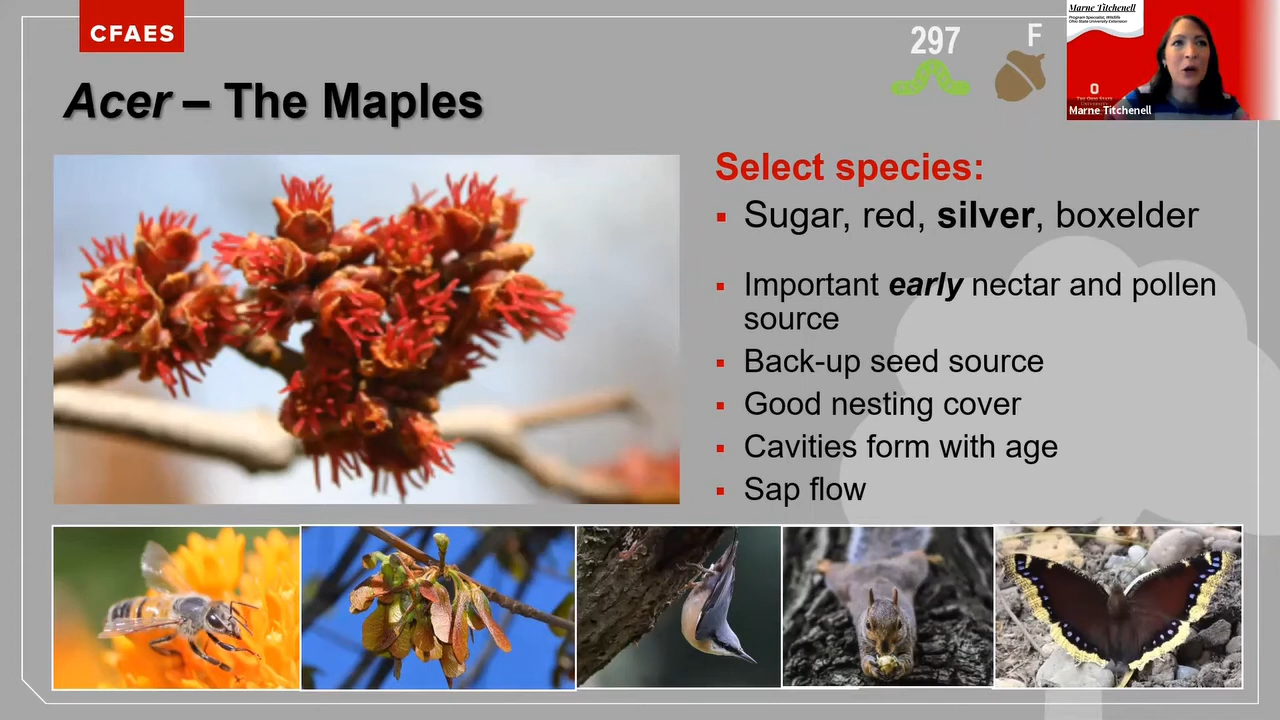 CFAES
297
F
Marne Titchenell
Program Specialist, Wildlife
Ohio State University Extension
Marne Titchenell
Acer – The Maples
Select species:
▪ Sugar, red, silver, boxelder
▪ Important early nectar and pollen
source
▪ Back-up seed source
▪ Good nesting cover
▪ Cavities form with age
▪ Sap flow